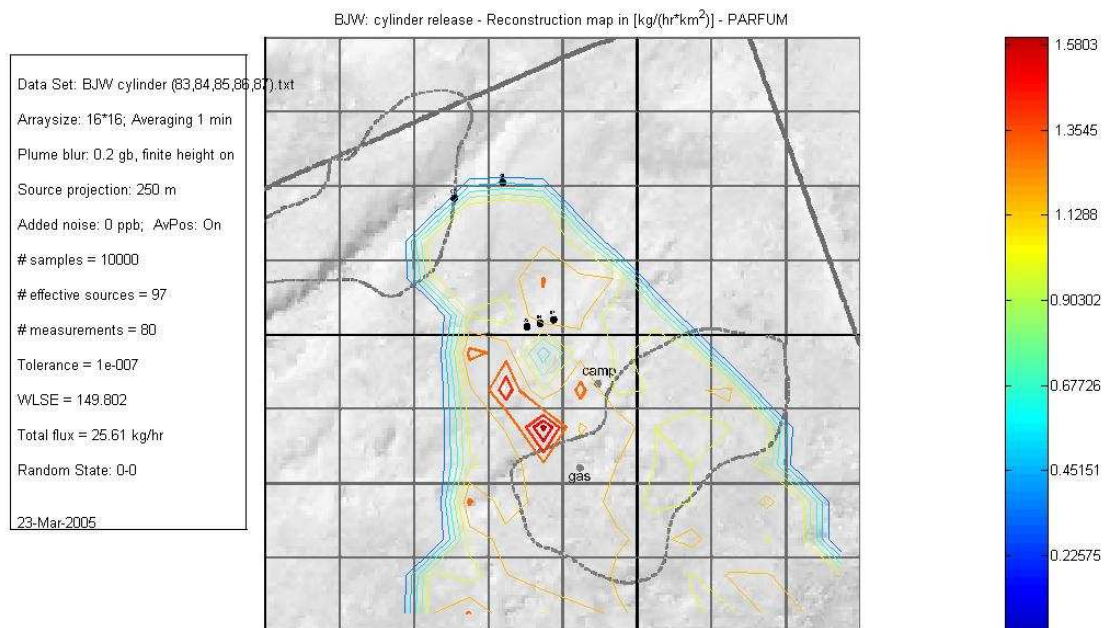 BJW: cylinder release - Reconstruction map in [kg/(hr*km²)] - PARFUM
Data Set: BJW cylinder (83,84,85,86,87).txt
Arraysize: 16*16; Averaging 1 min
Plume blur: 0.2 gb, finite height on
Source projection: 250 m
Added noise: 0 ppb; AvPos: On
# samples = 10000
# effective sources = 97
# measurements = 80
Tolerance = 1e-007
WLSE = 149.802
Total flux = 25.61 kg/hr
Random State: 0-0
23-Mar-2005
camp
gas
1.5803
1.3545
1.1288
0.90302
0.67726
0.45151
0.22575